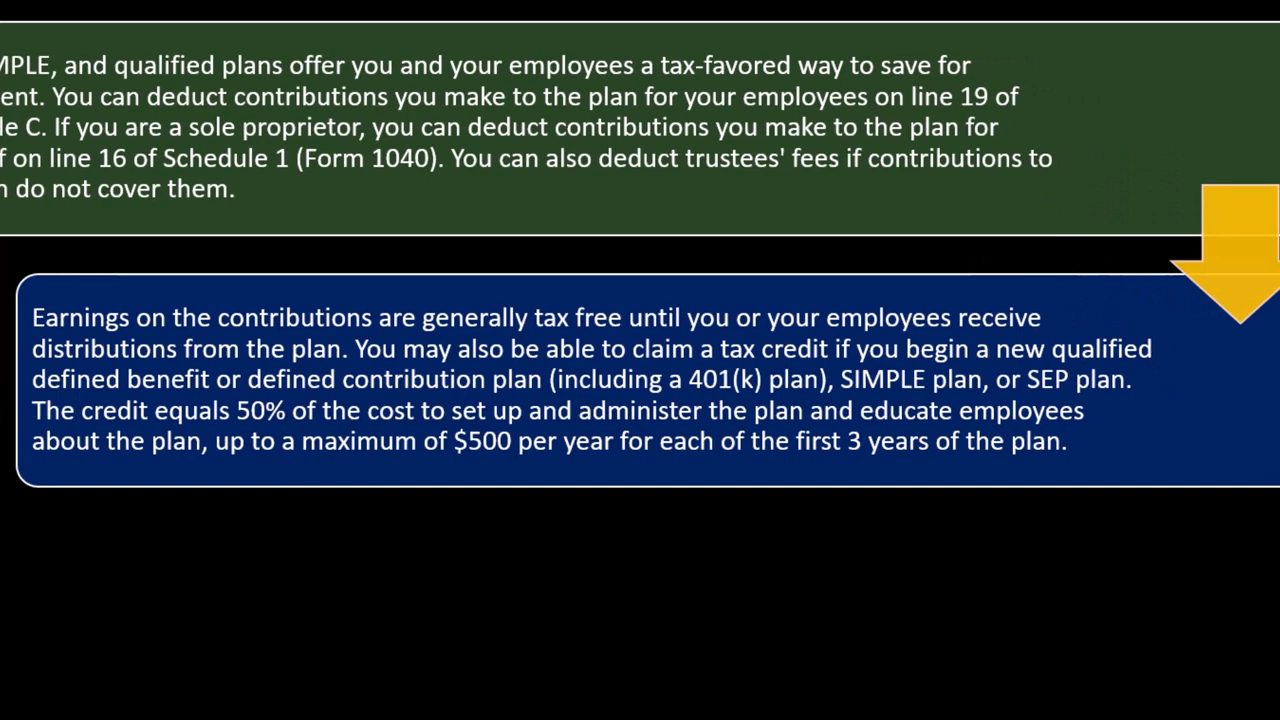 MPLE, and qualified plans offer you and your employees a tax-favored way to save for
ent. You can deduct contributions you make to the plan for your employees on line 19 of
le C. If you are a sole proprietor, you can deduct contributions you make to the plan for
f on line 16 of Schedule 1 (Form 1040). You can also deduct trustees' fees if contributions to
n do not cover them.
Earnings on the contributions are generally tax free until you or your employees receive
distributions from the plan. You may also be able to claim a tax credit if you begin a new qualified
defined benefit or defined contribution plan (including a 401(k) plan), SIMPLE plan, or SEP plan.
The credit equals 50% of the cost to set up and administer the plan and educate employees
about the plan, up to a maximum of $500 per year for each of the first 3 years of the plan.